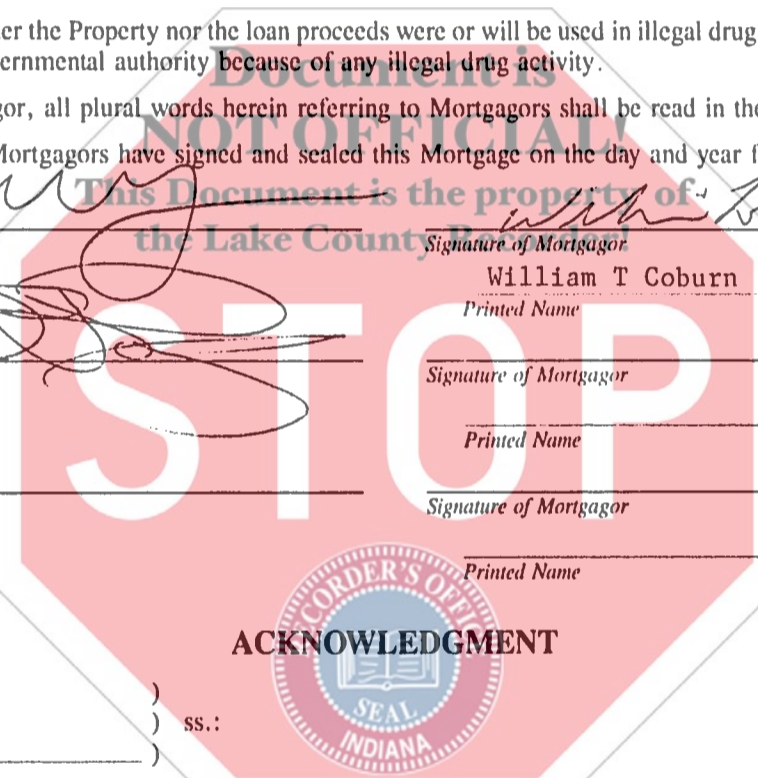 er the Property nor the loan proceeds were or will be used in illegal drug
ernmental authority because of any illegal drug activity.
Document is
gor, all plural words herein referring to Mortgagors shall be read in the
NOT OFFICIAL!
Mortgagors have signed and sealed this Mortgage on the day and year f
This Document is the property of
the Lake County Recorder!
Signature of Mortgagor
William T Coburn
Printed Name
STOP
Signature of Mortgagor
Printed Name
Signature of Mortgagor
Printed Name
RECORDER'S OFFICE
ACKNOWLEDGMENT
)
) ss.:
)
SEAL
INDIANA